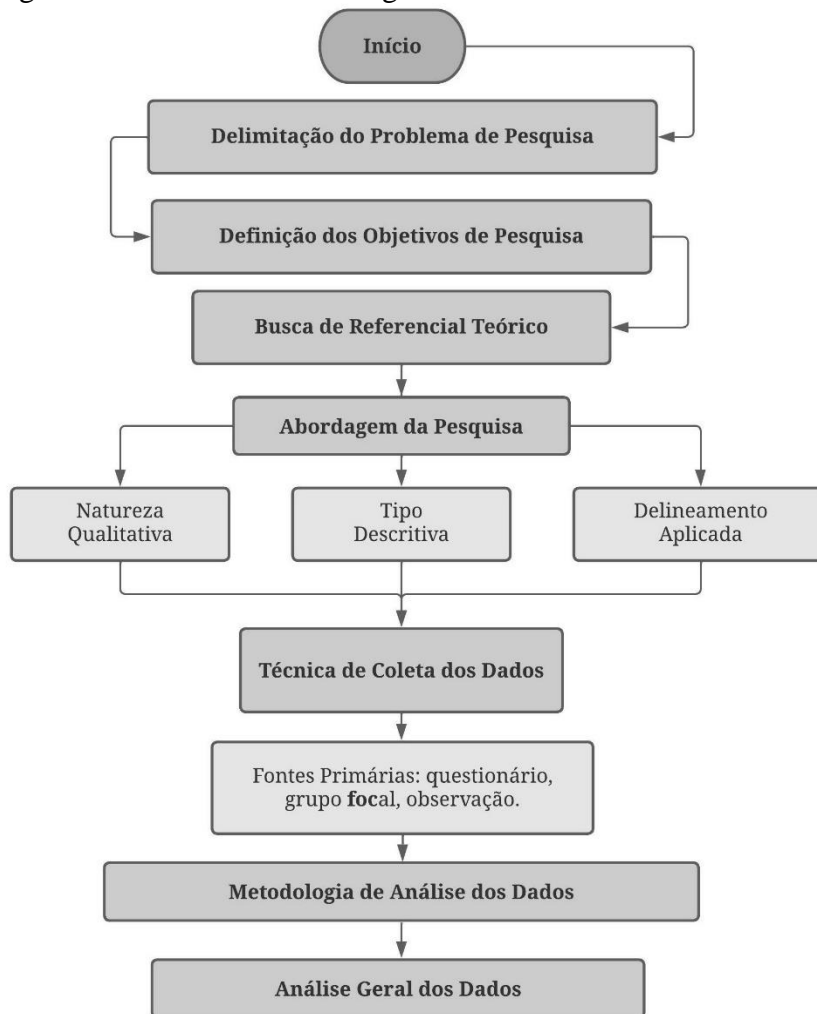 Início
Delimitação do Problema de Pesquisa
Definição dos Objetivos de Pesquisa
Busca de Referencial Teórico
Abordagem da Pesquisa
Natureza
Qualitativa
Tipo
Descritiva
Delineamento
Aplicada
Técnica de Coleta dos Dados
Fontes Primárias: questionário,
grupo focal, observação.
Metodologia de Análise dos Dados
Análise Geral dos Dados